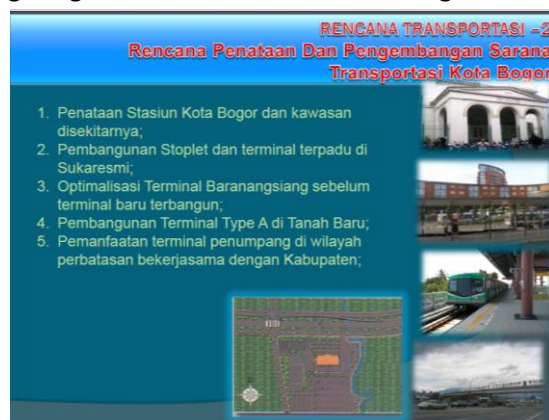 RENCANA TRANSPORTASI –2
Rencana Penataan Dan Pengembangan Sarana
Transportasi Kota Bogor
1. Penataan Stasiun Kota Bogor dan kawasan
disekitarnya;
2. Pembangunan Stoplet dan terminal terpadu di
Sukaresmi;
3. Optimalisasi Terminal Baranangsiang sebelum
terminal baru terbangun;
4. Pembangunan Terminal Type A di Tanah Baru;
5. Pemanfaatan terminal penumpang di wilayah
perbatasan bekerjasama dengan Kabupaten;